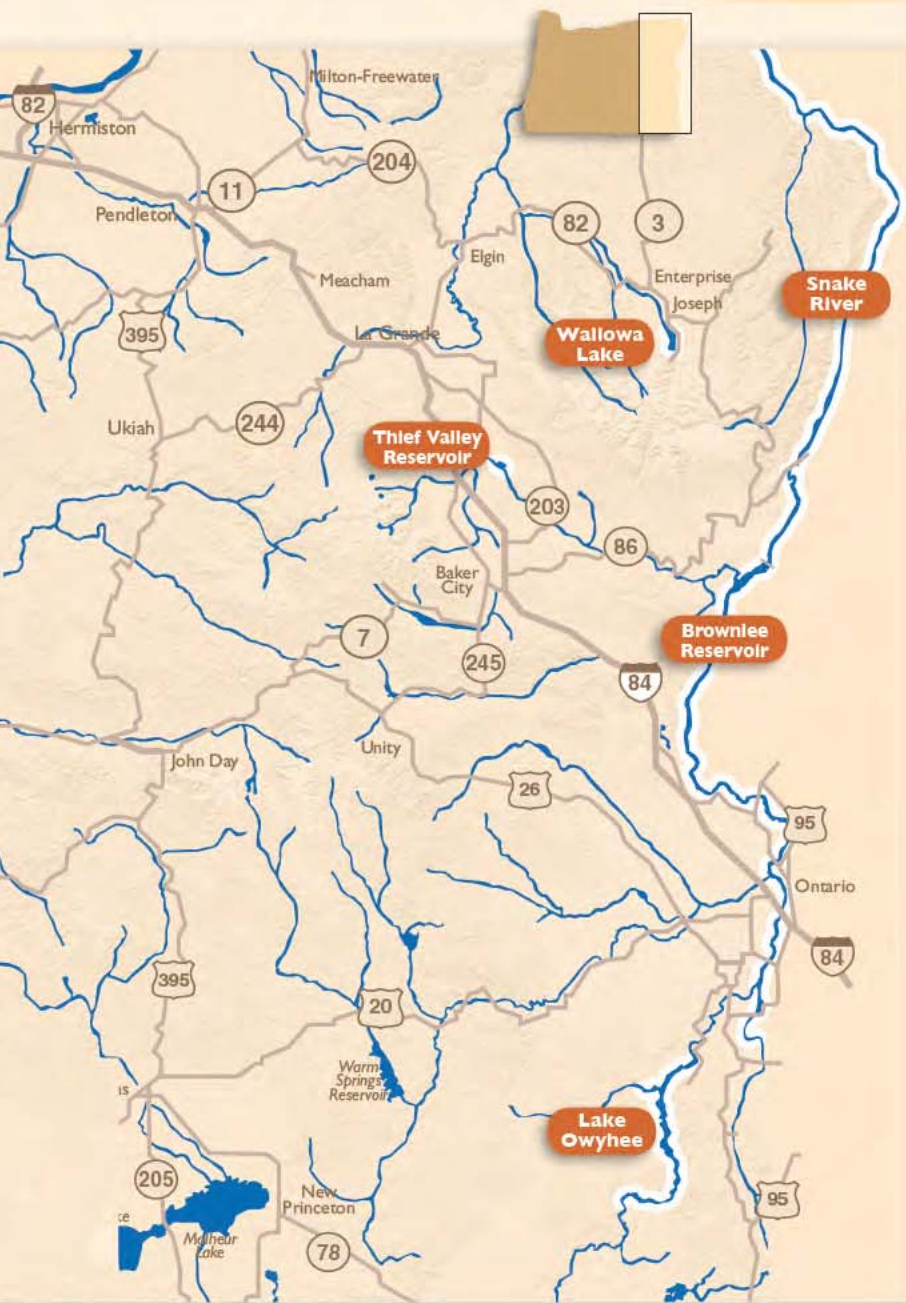 Milton-Freewater
82
Hermiston
204
11
Pendleton
82
3
Elgin
Meacham
Enterprise
Joseph
Snake
River
395
La Grande
Wallowa
Lake
Ukiah
244
Thief Valley
Reservoir
203
86
Baker
City
7
Brownlee
Reservoir
245
84
Unity
John Day
26
95
Ontario
84
395
20
Warm
Springs
Reservoir
is
Lake
Owyhee
205
New
Princeton
95
ke
Malheur
Lake
78